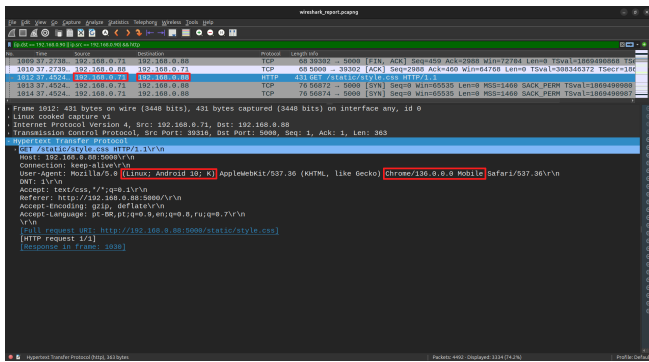 wireshark_report.pcapng
File Edit View Go Capture Analyze Statistics Telephony Wireless Tools Help
No. Time Source Destination Protocol Length Info
1009 37.2738… 192.168.0.71 192.168.0.88 TCP 68 39302 → 5000 [FIN, ACK] Seq=459 Ack=2988 Win=72704 Len=0
1010 37.2739… 192.168.0.88 192.168.0.71 TCP 68 5000 → 39302 [ACK] Seq=2988 Ack=460 Win=64768 Len=0 TSval=308346372
1012 37.4524… 192.168.0.71 192.168.0.88 HTTP 431 GET /static/style.css HTTP/1.1
1013 37.4524… 192.168.0.71 192.168.0.88 TCP 76 56872 → 5000 [SYN] Seq=0 Win=65535 Len=0 MSS=1460 SACK_PERM
1014 37.4524… 192.168.0.71 192.168.0.88 TCP 76 56874 → 5000 [SYN] Seq=0 Win=65535 Len=0 MSS=1460 SACK_PERM
Frame 1012: 431 bytes on wire (3448 bits), 431 bytes captured (3448 bits) on interface any, id 0
Linux cooked capture v1
Internet Protocol Version 4, Src: 192.168.0.71, Dst: 192.168.0.88
Transmission Control Protocol, Src Port: 39316, Dst Port: 5000, Seq: 1, Ack: 1, Len: 363
Hypertext Transfer Protocol
GET /static/style.css HTTP/1.1\r\n
Host: 192.168.0.88:5000\r\n
Connection: keep-alive\r\n
User-Agent: Mozilla/5.0 (Linux; Android 10; K) AppleWebKit/537.36 (KHTML, like Gecko) Chrome/136.0.0.0 Mobile Safari/537.36\r\n
DNT: 1\r\n
Accept: text/css,*/*;q=0.1\r\n
Referer: http://192.168.0.88:5000/\r\n
Accept-Encoding: gzip, deflate\r\n
Accept-Language: pt-BR,pt;q=0.9,en;q=0.8,ru;q=0.7\r\n
\r\n
[Full request URI: http://192.168.0.88:5000/static/style.css]
[HTTP request 1/1]
[Response in frame: 1030]
Hypertext Transfer Protocol (http), 363 bytes
Packets: 4492 · Displayed: 3334 (74.2%)
Profile: Default